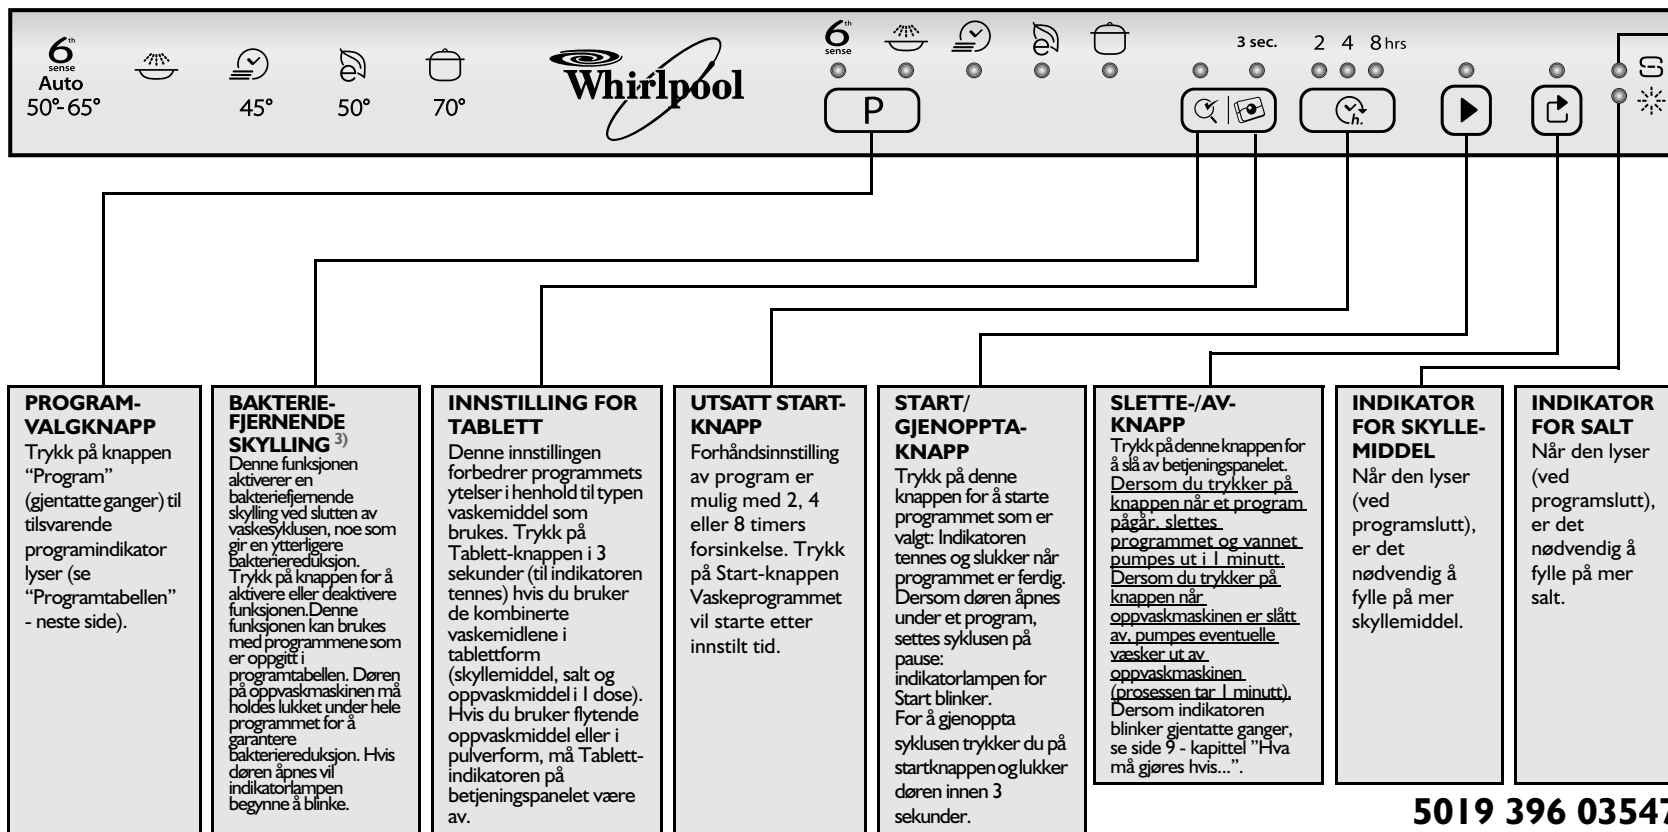 6th sense Auto 50°-65°
45°
50°
70°
Whirlpool
6th sense
P
3 sec.
2 4 8 hrs
h.
PROGRAM-
VALGKNAPP
Trykk på knappen
“Program”
(gjentatte ganger) til
tilsvarende
programindikator
lyser (se
“Programtabellen”
- neste side).
BAKTERIE-
FJERNENDE
SKYLLING 3)
Denne funksjonen
aktiverer en
bakteriefjernende
skylling ved slutten av
vaskesyklusen, noe som
gir en ytterligere
bakteriereduksjon.
Trykk på knappen for å
aktivere eller deaktivere
funksjonen.Denne
funksjonen kan brukes
med programmene som
er oppgitt i
programtabellen. Døren
på oppvaskmaskinen må
holdes lukket under hele
programmet for å
garantere
bakteriereduksjon. Hvis
døren åpnes vil
indikatorlampen
begynne å blinke.
INNSTILLING FOR
TABLETT
Denne innstillingen
forbedrer programmets
ytelser i henhold til typen
vaskemiddel som
brukes. Trykk på
Tablett-knappen i 3
sekunder (til indikatoren
tennes) hvis du bruker
de kombinerte
vaskemidlene i
tablettform
(skyllemiddel, salt og
oppvaskmiddel i 1 dose).
Hvis du bruker flytende
oppvaskmiddel eller i
pulverform, må Tablett-
indikatoren på
betjeningspanelet være
av.
UTSATT START-
KNAPP
Forhåndsinnstilling
av program er
mulig med 2, 4
eller 8 timers
forsinkelse. Trykk
på Start-knappen
Vaskeprogrammet
vil starte etter
innstilt tid.
START/
GJENOPPTA-
KNAPP
Trykk på denne
knappen for å starte
programmet som er
valgt: Indikatoren
tennes og slukker når
programmet er ferdig.
Dersom døren åpnes
under et program,
settes syklusen på
pause:
indikatorlampen for
Start blinker.
For å gjenoppta
syklusen trykker du på
startknappen og lukker
døren innen 3
sekunder.
SLETTE-/AV-
KNAPP
Trykk på denne knappen for
å slå av betjeningspanelet.
Dersom du trykker på
knappen når et program
pågår, slettes
programmet og vannet
pumpes ut i 1 minutt.
Dersom du trykker på
knappen når
oppvaskmaskinen er slått
av, pumpes eventuelle
væsker ut av
oppvaskmaskinen
(prosessen tar 1 minutt).
Dersom indikatoren
blinker gjentatte ganger,
se side 9 - kapittel ”Hva
må gjøres hvis...”.
INDIKATOR
FOR SKYLLE-
MIDDEL
Når den lyser
(ved
programslutt),
er det
nødvendig å
fylle på mer
skyllemiddel.
INDIKATOR
FOR SALT
Når den lyser
(ved
programslutt),
er det
nødvendig å
fylle på mer
salt.
5019 396 03547